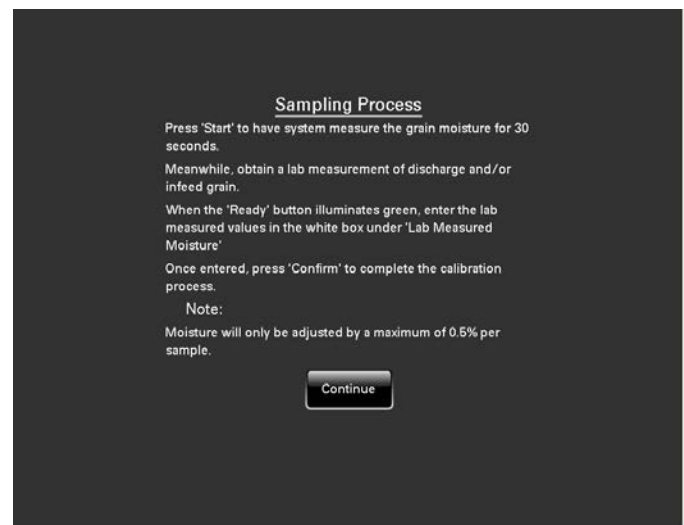 Sampling Process
Press 'Start' to have system measure the grain moisture for 30
seconds.
Meanwhile, obtain a lab measurement of discharge and/or
infeed grain.
When the 'Ready' button illuminates green, enter the lab
measured values in the white box under 'Lab Measured
Moisture'
Once entered, press 'Confirm' to complete the calibration
process.
Note:
Moisture will only be adjusted by a maximum of 0.5% per
sample.
Continue